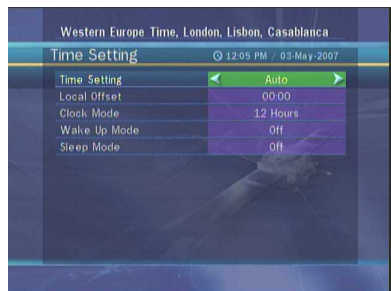 Western Europe Time, London, Lisbon, Casablanca
Time Setting 12:05 PM / 03-May-2007
Time Setting Auto
Local Offset 00:00
Clock Mode 12 Hours
Wake Up Mode Off
Sleep Mode Off